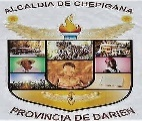 ALCALDIA DE CHEPIGANA
PROVINCIA DE DARIEN